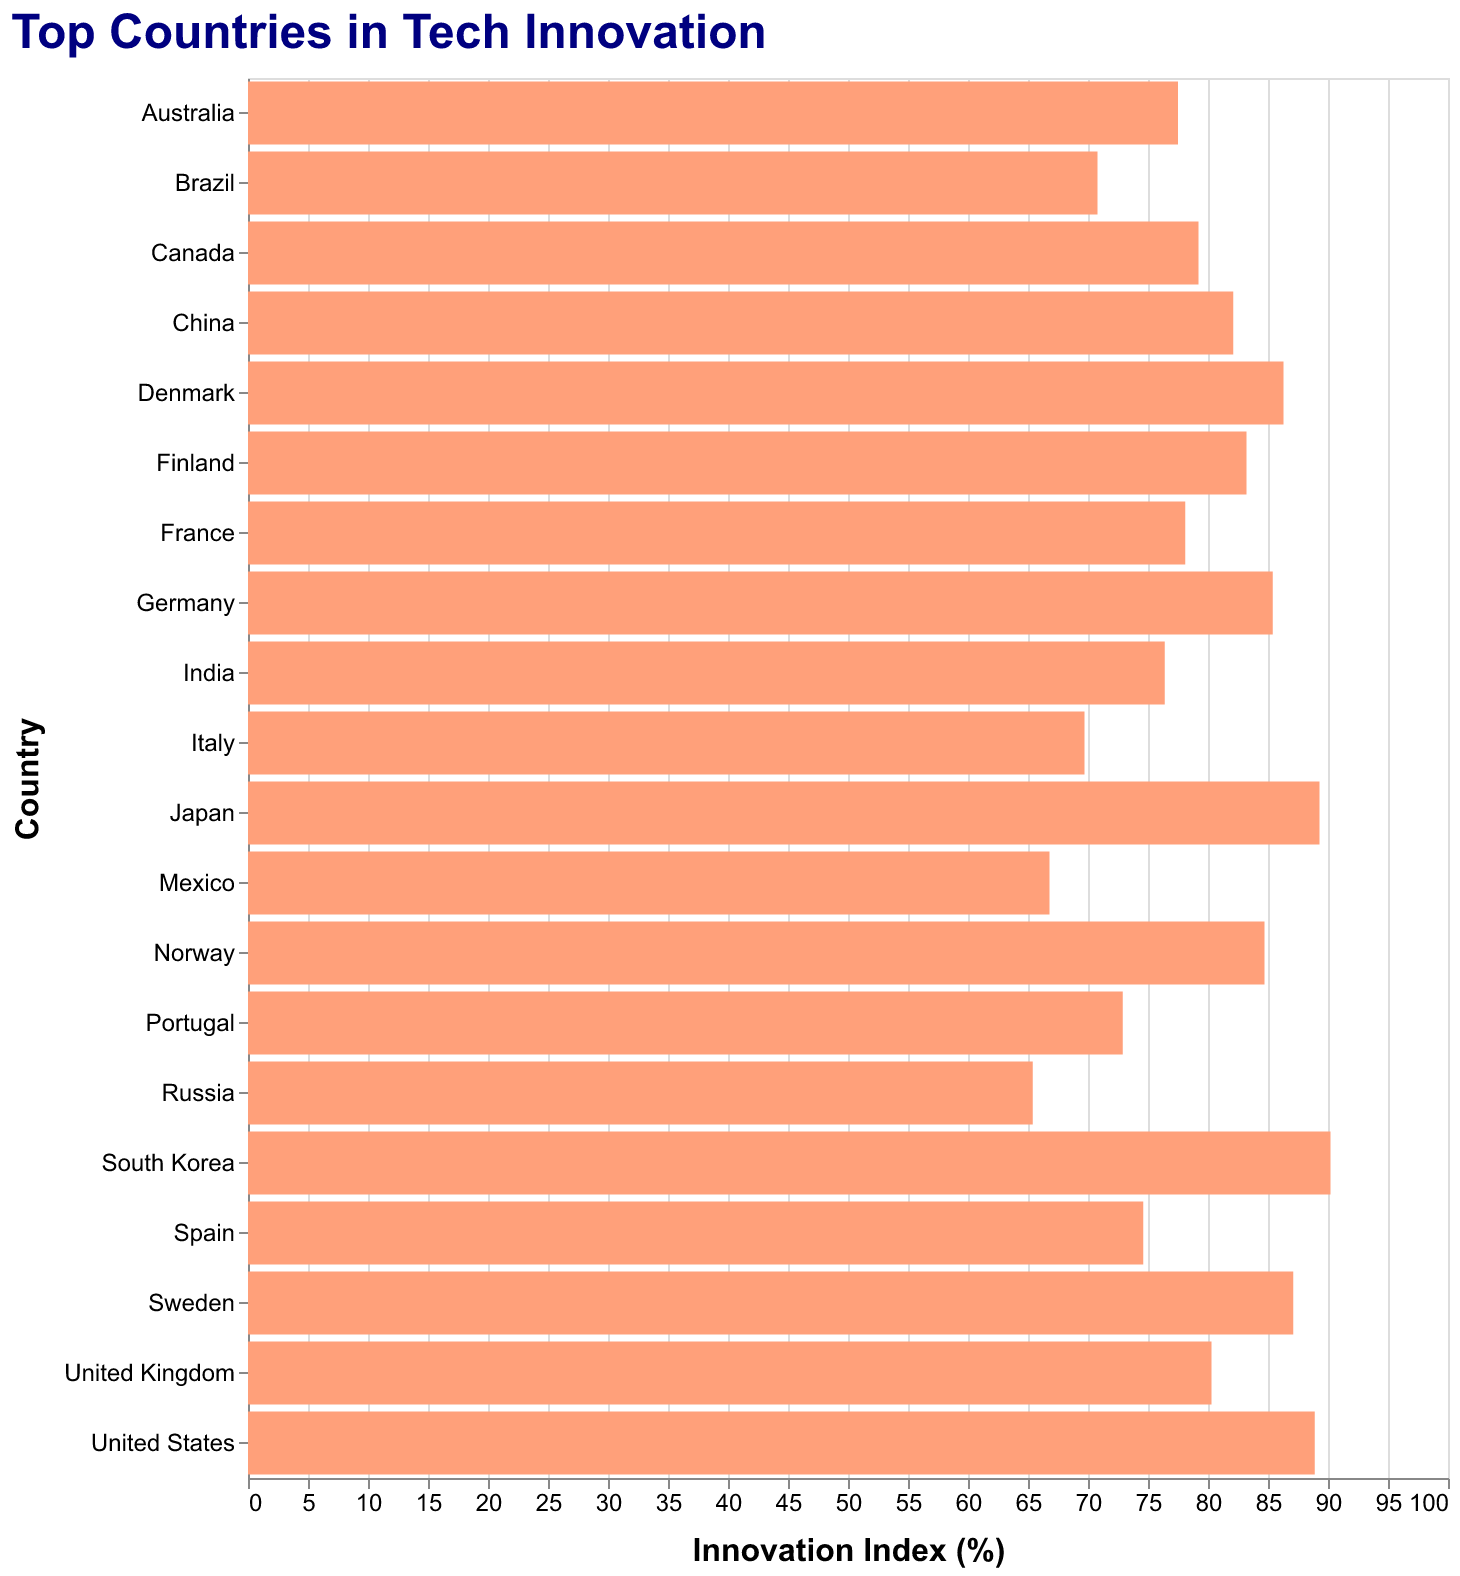 Top Countries in Tech Innovation
Australia
Brazil
Canada
China
Denmark
Finland
France
Germany
India
Italy
Japan
Mexico
Norway
Portugal
Russia
South Korea
Spain
Sweden
United Kingdom
United States
Country
0 5 10 15 20 25 30 35 40 45 50 55 60 65 70 75 80 85 90 95 100
Innovation Index (%)